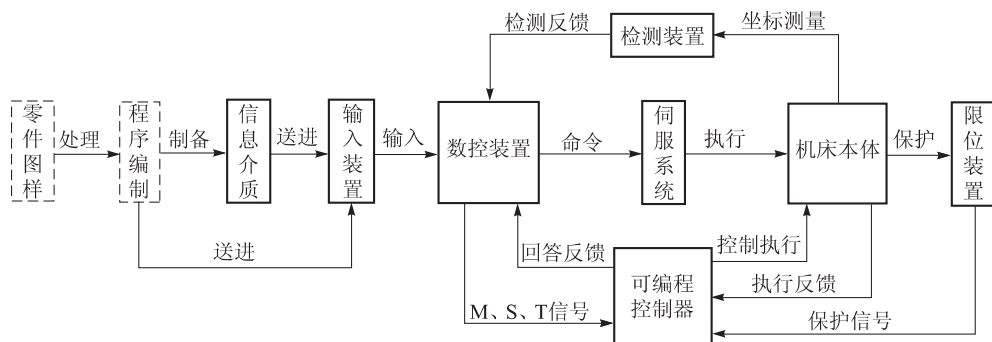 检测反馈
检测装置
坐标测量
零件图样
处理
程序编制
制备
信息介质
送进
输入装置
输入
数控装置
命令
伺服系统
执行
机床本体
保护
限位装置
送进
回答反馈
控制执行
可编程
控制器
执行反馈
M、S、T信号
保护信号